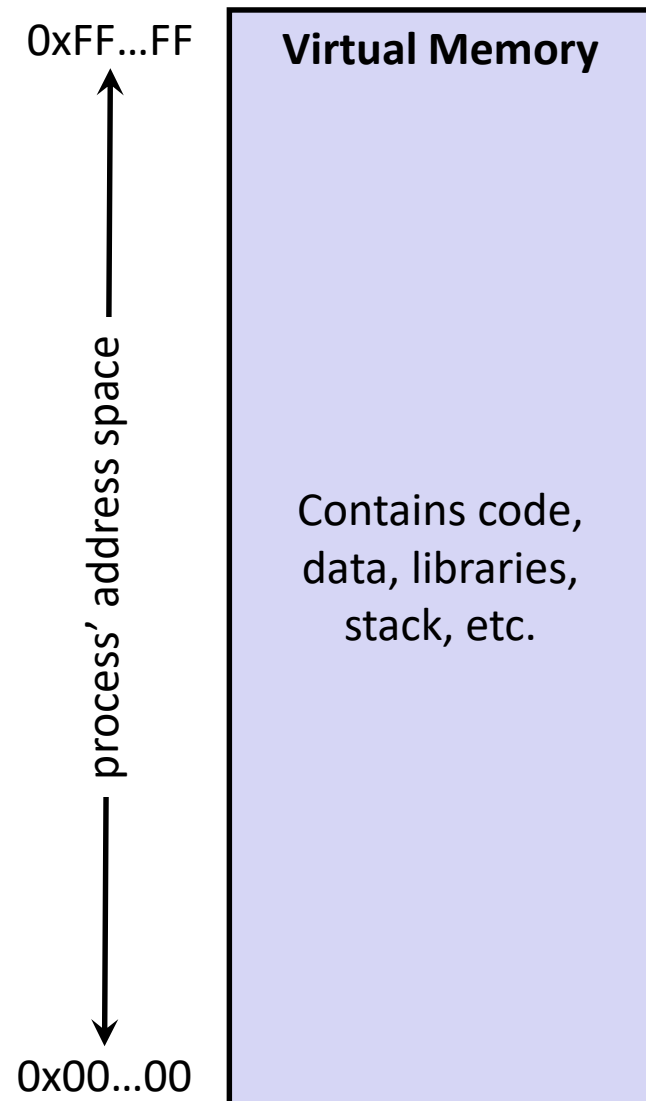 0xFF…FF
Virtual Memory
process’ address space
Contains code,
data, libraries,
stack, etc.
0x00…00